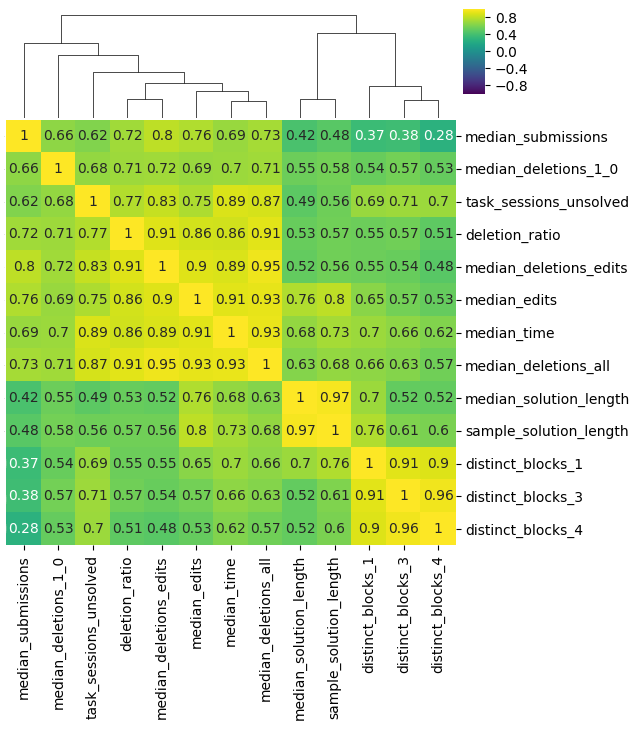 0.8
0.4
0.0
−0.4
−0.8
1 0.66 0.62 0.72 0.8 0.76 0.69 0.73 0.42 0.48 0.37 0.38 0.28 median_submissions
0.66 1 0.68 0.71 0.72 0.69 0.7 0.71 0.55 0.58 0.54 0.57 0.53 median_deletions_1_0
0.62 0.68 1 0.77 0.83 0.75 0.89 0.87 0.49 0.56 0.69 0.71 0.7 task_sessions_unsolved
0.72 0.71 0.77 1 0.91 0.86 0.86 0.91 0.53 0.57 0.55 0.57 0.51 deletion_ratio
0.8 0.72 0.83 0.91 1 0.9 0.89 0.95 0.52 0.56 0.55 0.54 0.48 median_deletions_edits
0.76 0.69 0.75 0.86 0.9 1 0.91 0.93 0.76 0.8 0.65 0.57 0.53 median_edits
0.69 0.7 0.89 0.86 0.89 0.91 1 0.93 0.68 0.73 0.7 0.66 0.62 median_time
0.73 0.71 0.87 0.91 0.95 0.93 0.93 1 0.63 0.68 0.66 0.63 0.57 median_deletions_all
0.42 0.55 0.49 0.53 0.52 0.76 0.68 0.63 1 0.97 0.7 0.52 0.52 median_solution_length
0.48 0.58 0.56 0.57 0.56 0.8 0.73 0.68 0.97 1 0.76 0.61 0.6 sample_solution_length
0.37 0.54 0.69 0.55 0.55 0.65 0.7 0.66 0.7 0.76 1 0.91 0.9 distinct_blocks_1
0.38 0.57 0.71 0.57 0.54 0.57 0.66 0.63 0.52 0.61 0.91 1 0.96 distinct_blocks_3
0.28 0.53 0.7 0.51 0.48 0.53 0.62 0.57 0.52 0.6 0.9 0.96 1 distinct_blocks_4
median_submissions
median_deletions_1_0
task_sessions_unsolved
deletion_ratio
median_deletions_edits
median_edits
median_time
median_deletions_all
median_solution_length
sample_solution_length
distinct_blocks_1
distinct_blocks_3
distinct_blocks_4